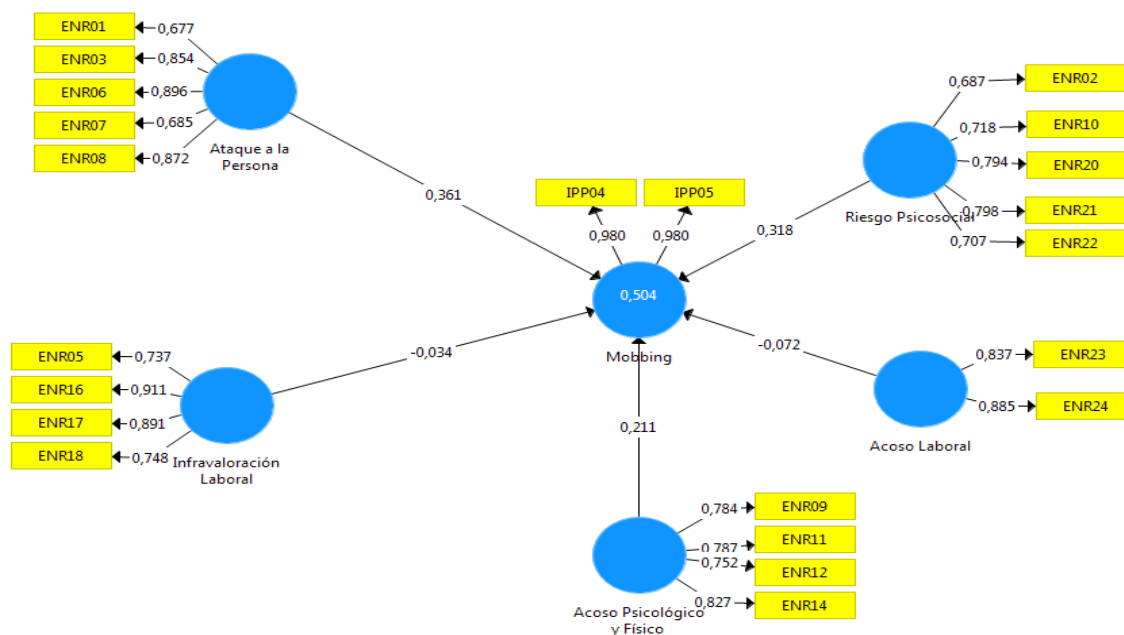 ENR01
0,677
ENR03
0,854
ENR06
0,896
ENR07
0,685
ENR08
0,872
Ataque a la
Persona
0,361
IPP04
IPP05
0,980
0,980
0,504
Mobbing
ENR02
0,687
ENR10
0,718
ENR20
0,794
ENR21
0,798
ENR22
0,707
Riesgo Psicosocial
0,318
ENR05
0,737
ENR16
0,911
ENR17
0,891
ENR18
0,748
Infravaloración
Laboral
-0,034
-0,072
0,837
ENR23
0,885
ENR24
Acoso Laboral
0,211
0,784
ENR09
0,787
ENR11
0,752
ENR12
0,827
ENR14
Acoso Psicológico
y Físico